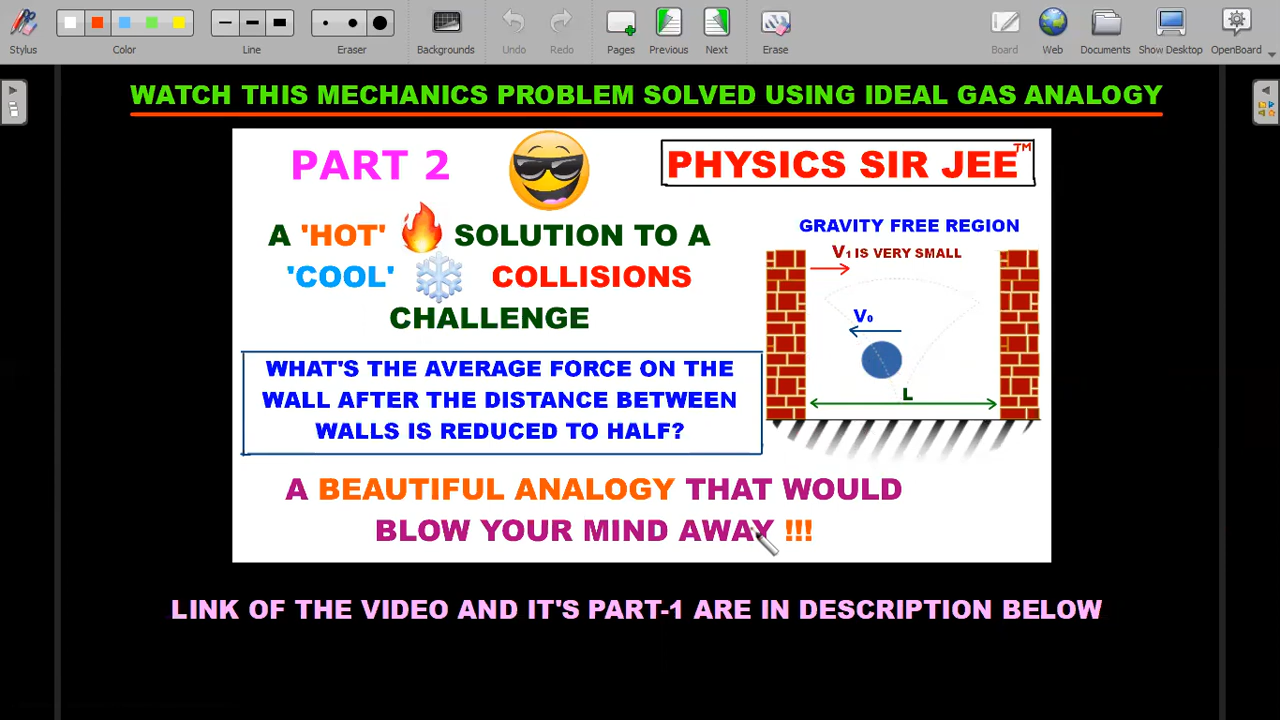 Stylus
Color
Line
Eraser
Backgrounds
Undo
Redo
Pages
Previous
Next
Erase
Board
Web
Documents
Show Desktop
OpenBoard
WATCH THIS MECHANICS PROBLEM SOLVED USING IDEAL GAS ANALOGY
PART 2
PHYSICS SIR JEE™
A 'HOT' SOLUTION TO A
'COOL' COLLISIONS
CHALLENGE
GRAVITY FREE REGION
V₁ IS VERY SMALL
V₀
L
WHAT'S THE AVERAGE FORCE ON THE
WALL AFTER THE DISTANCE BETWEEN
WALLS IS REDUCED TO HALF?
A BEAUTIFUL ANALOGY THAT WOULD
BLOW YOUR MIND AWAY !!!
LINK OF THE VIDEO AND IT'S PART-1 ARE IN DESCRIPTION BELOW